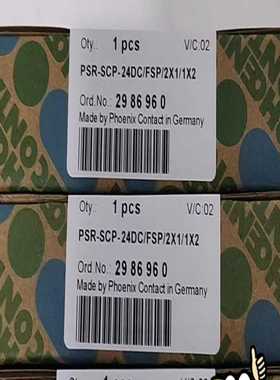 Qty.: 1 pcs V/C:02
PSR-SCP-24DC/FSP/2X1/1X2
Ord.No.: 29 86 96 0
Made by Phoenix Contact in Germany
Qty.: 1 pcs V/C:02
PSR-SCP-24DC/FSP/2X1/1X2
Ord.No.: 29 86 96 0
Made by Phoenix Contact in Germany
1 pcs